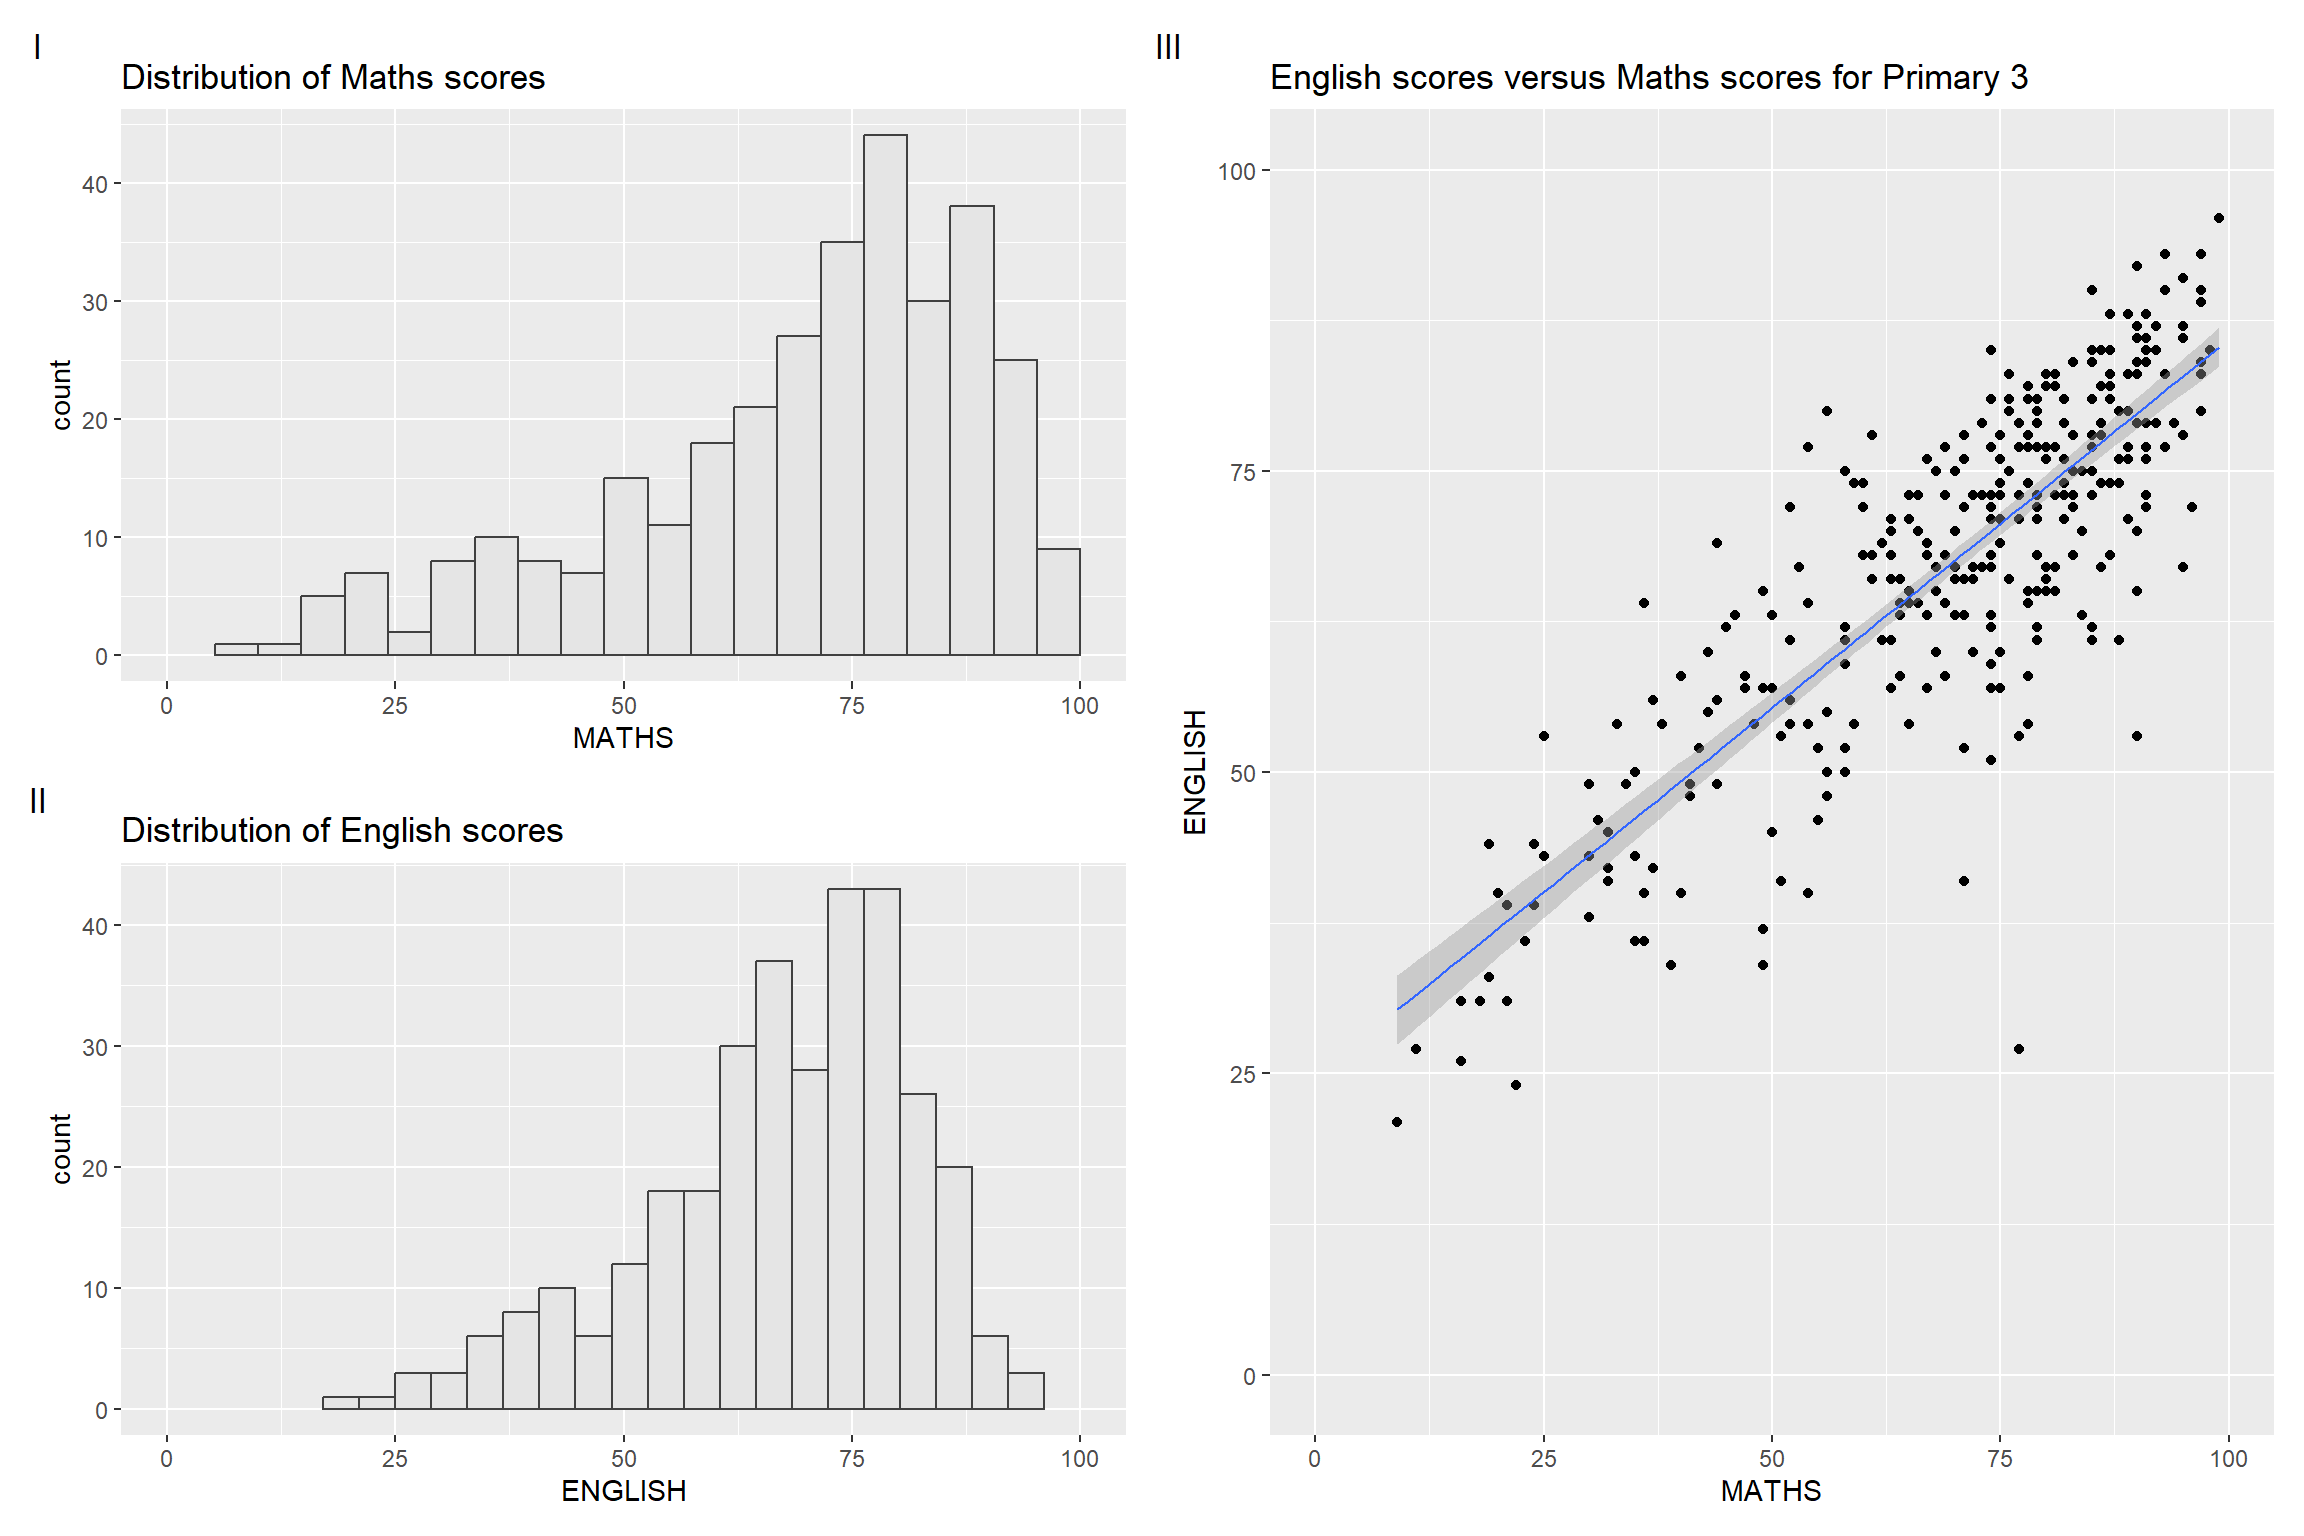 I
Distribution of Maths scores
count
40
30
20
10
0
0 25 50 75 100
MATHS
II
Distribution of English scores
count
40
30
20
10
0
0 25 50 75 100
ENGLISH
III
English scores versus Maths scores for Primary 3
ENGLISH
100
75
50
25
0
0 25 50 75 100
MATHS